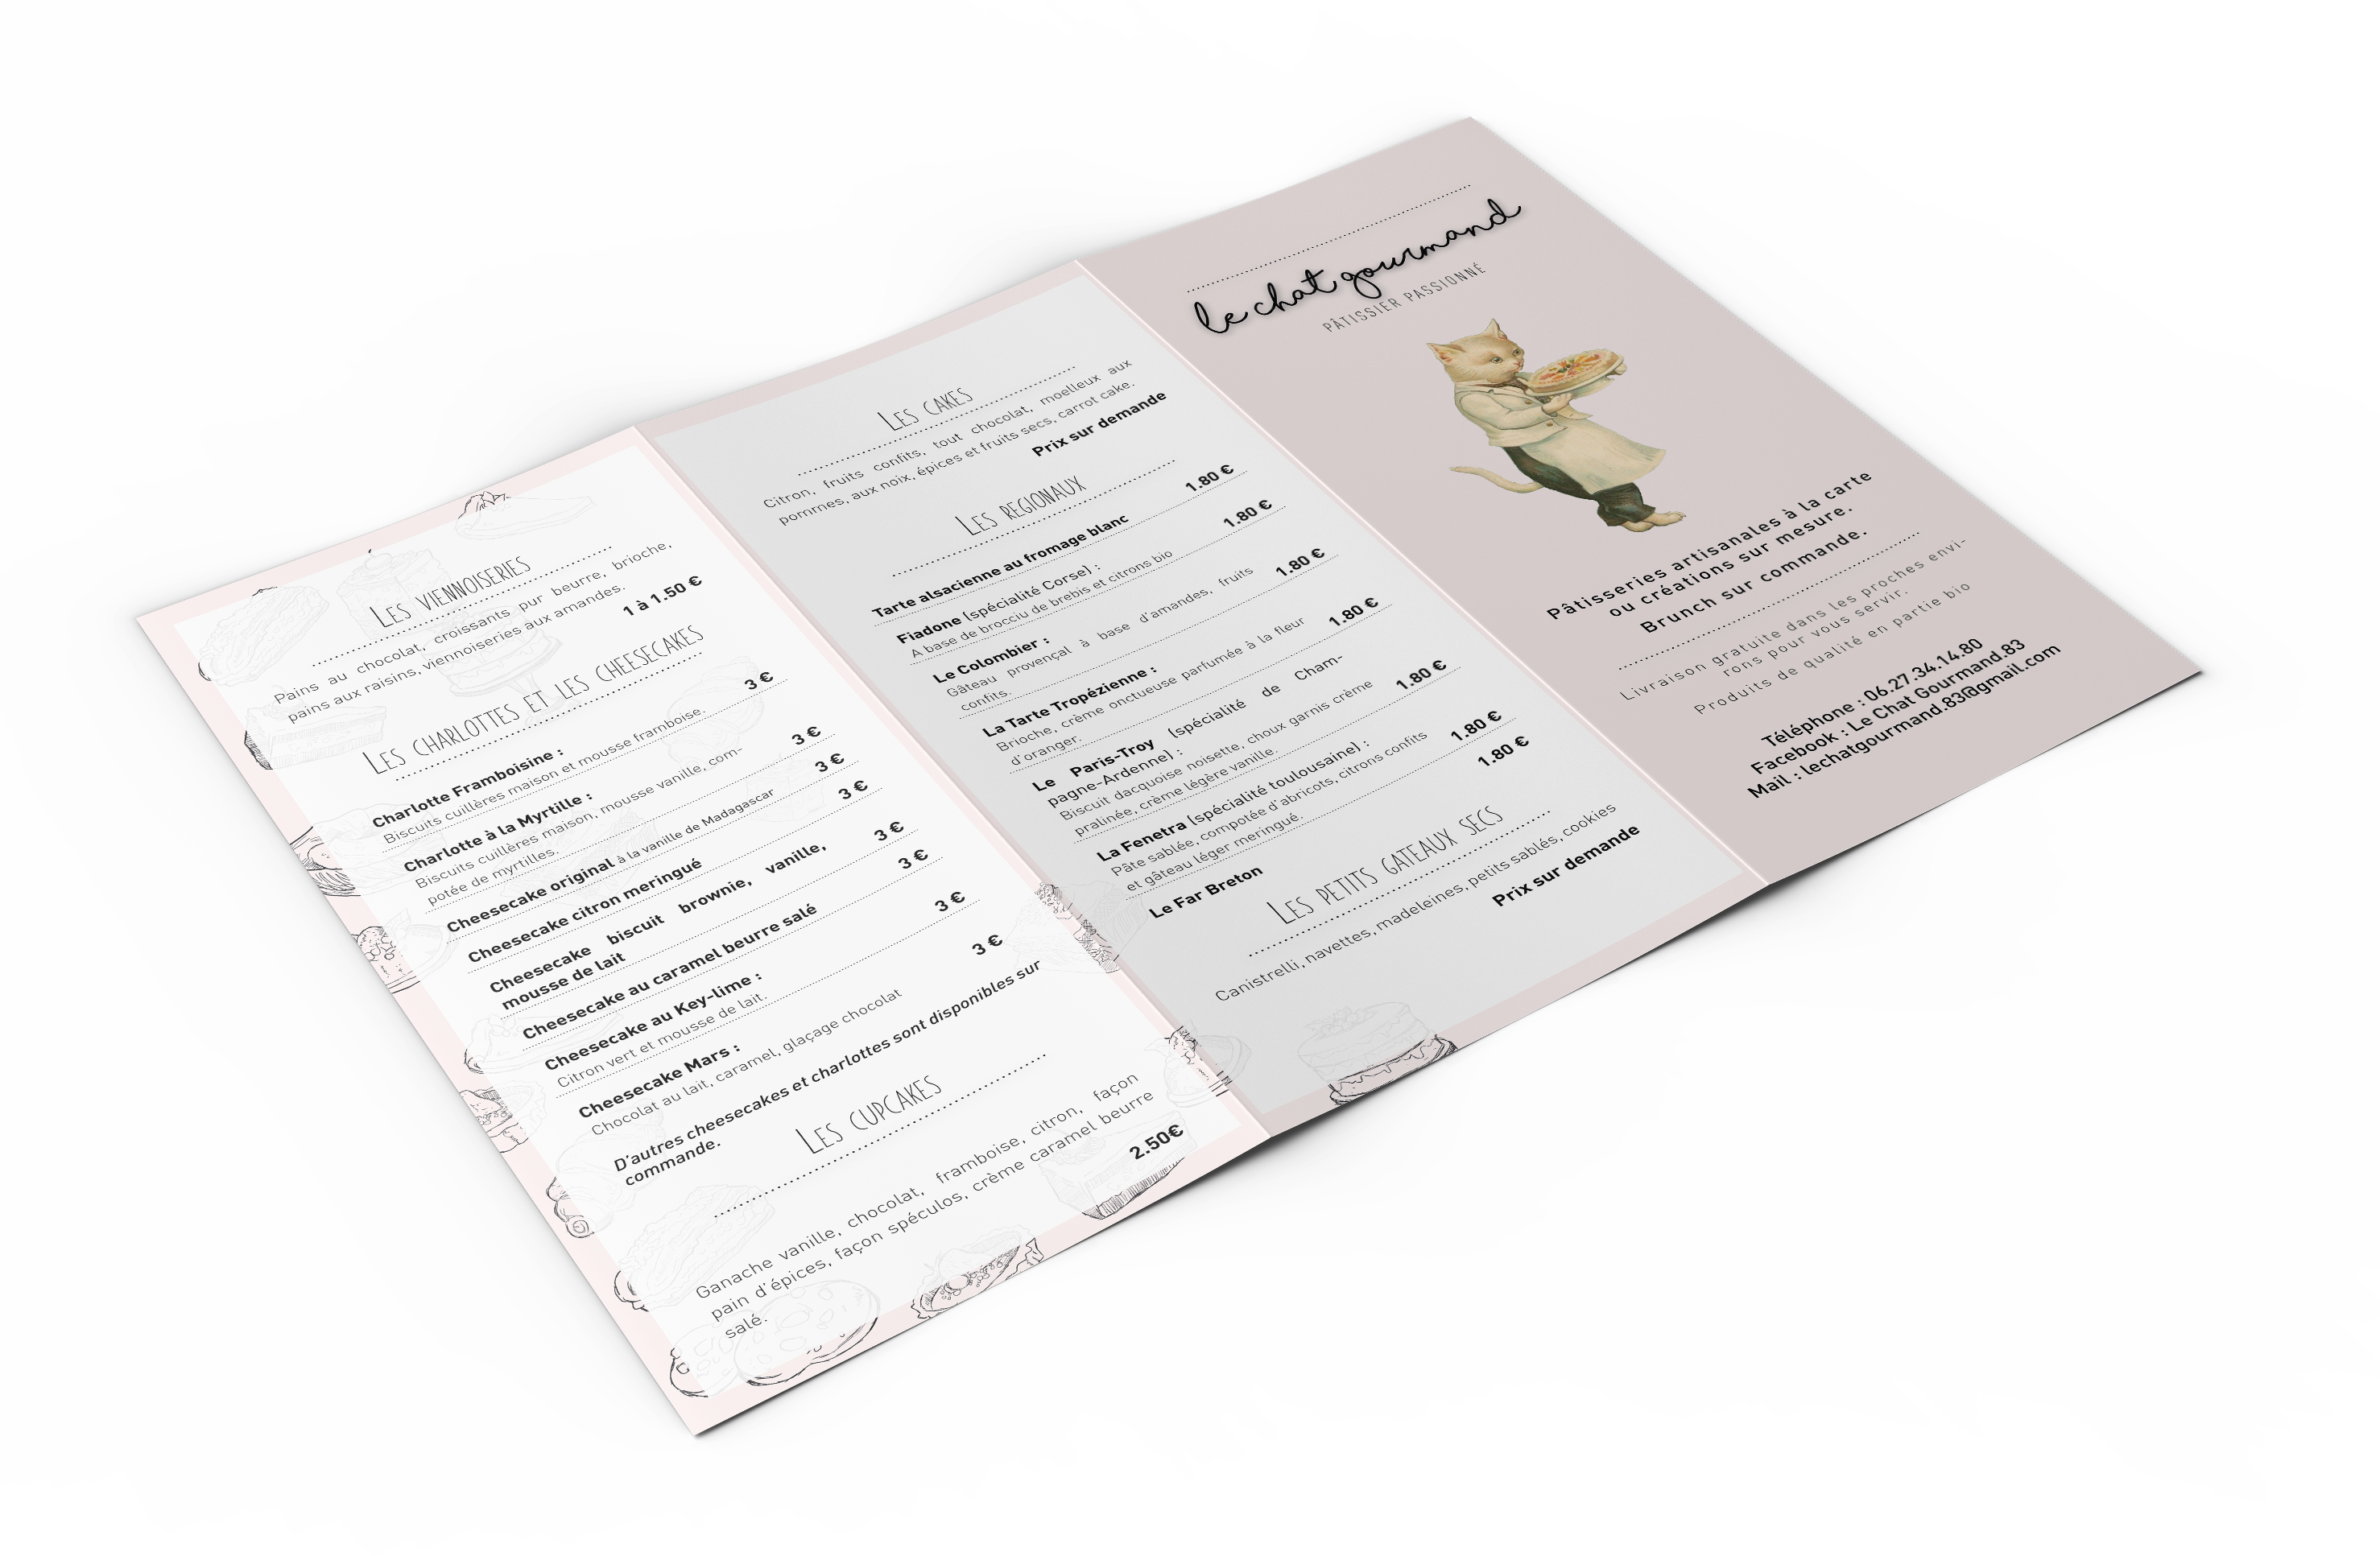 Les viennoiseries
Pains au chocolat, croissants pur beurre, brioche,
pains aux raisins, viennoiseries aux amandes.
1 à 1.50 €
Les charlottes et les cheesecakes
Charlotte Framboisine :
3 €
Biscuits cuillères maison et mousse framboise.
Charlotte à la Myrtille :
3 €
Biscuits cuillères maison, mousse vanille, com-
potée de myrtilles.
Cheesecake original à la vanille de Madagascar
3 €
Cheesecake citron meringué
3 €
Cheesecake biscuit brownie, vanille,
mousse de lait
3 €
Cheesecake au caramel beurre salé
3 €
Cheesecake au Key-lime :
3 €
Citron vert et mousse de lait.
Cheesecake Mars :
3 €
Chocolat au lait, caramel, glaçage chocolat
D'autres cheesecakes et charlottes sont disponibles sur
commande.
Les cupcakes
Ganache vanille, chocolat, framboise, citron, façon
pain d'épices, façon spéculos, crème caramel beurre
salé.
2.50€
Les cakes
Citron, fruits confits, tout chocolat, moelleux aux
pommes, aux noix, épices et fruits secs, carrot cake.
Prix sur demande
Les regionaux
Tarte alsacienne au fromage blanc
1.80 €
Fiadone (spécialité Corse) :
1.80 €
A base de brocciu de brebis et citrons bio
Le Colombier :
1.80 €
Gâteau provençal à base d'amandes, fruits
confits.
La Tarte Tropézienne :
1.80 €
Brioche, crème onctueuse parfumée à la fleur
d'oranger.
Le Paris-Troy (spécialité de Cham-
pagne-Ardenne) :
1.80 €
Biscuit dacquoise noisette, choux garnis crème
pralinée, crème légère vanille.
La Fenetra (spécialité toulousaine) :
1.80 €
Pâte sablée, compotée d'abricots, citrons confits
et gâteau léger meringué.
Le Far Breton
1.80 €
Les petits gateaux secs
Canistrelli, navettes, madeleines, petits sablés, cookies
Prix sur demande
le chat gourmand
PÂTISSIER PASSIONNÉ
Pâtisseries artisanales à la carte
ou créations sur mesure.
Brunch sur commande.
Livraison gratuite dans les proches envi-
rons pour vous servir.
Produits de qualité en partie bio
Téléphone : 06.27.34.14.80
Facebook : Le Chat Gourmand.83
Mail : lechatgourmand.83@gmail.com